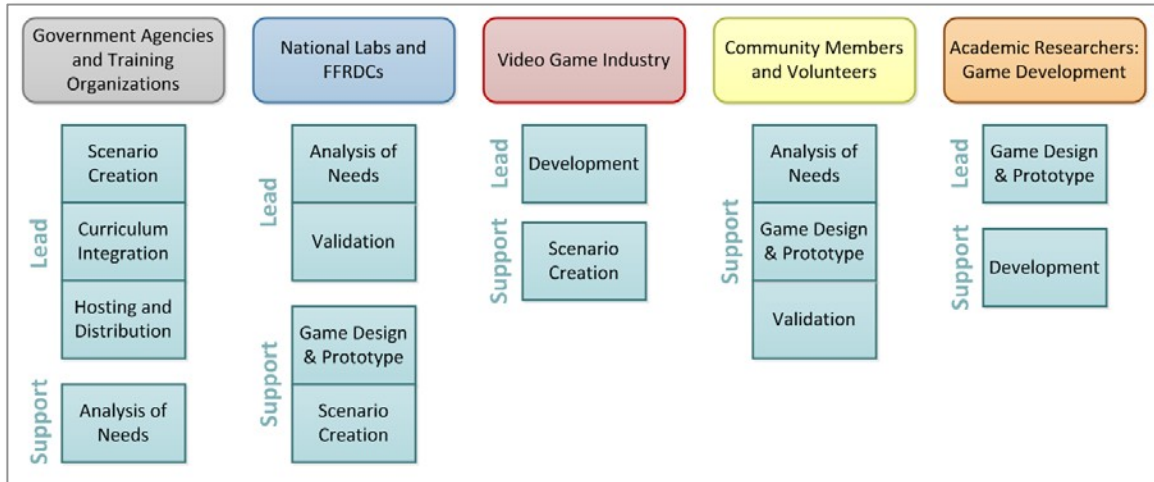 Government Agencies
and Training
Organizations
National Labs and
FFRDCs
Video Game Industry
Community Members
and Volunteers
Academic Researchers:
Game Development
Lead
Scenario
Creation
Curriculum
Integration
Hosting and
Distribution
Support
Analysis of
Needs
Lead
Analysis of
Needs
Validation
Support
Game Design
& Prototype
Scenario
Creation
Lead
Development
Support
Scenario
Creation
Support
Analysis of
Needs
Game Design
& Prototype
Validation
Lead
Game Design
& Prototype
Support
Development